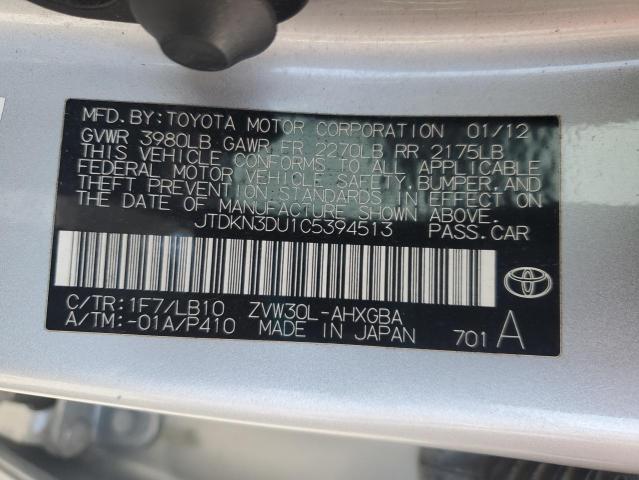 MFD. BY: TOYOTA MOTOR CORPORATION 01/12
GVWR 3980LB GAWR FR 2270LB RR 2175LB
THIS VEHICLE CONFORMS TO ALL APPLICABLE
FEDERAL MOTOR VEHICLE SAFETY, BUMPER, AND
THEFT PREVENTION STANDARDS IN EFFECT ON
THE DATE OF MANUFACTURE SHOWN ABOVE.
JTDKN3DU1C5394513 PASS. CAR
C/TR: 1F7/LB10 ZVW30L-AHXGBA
A/TM: -01A/P410 MADE IN JAPAN 701 A
TOYOTA